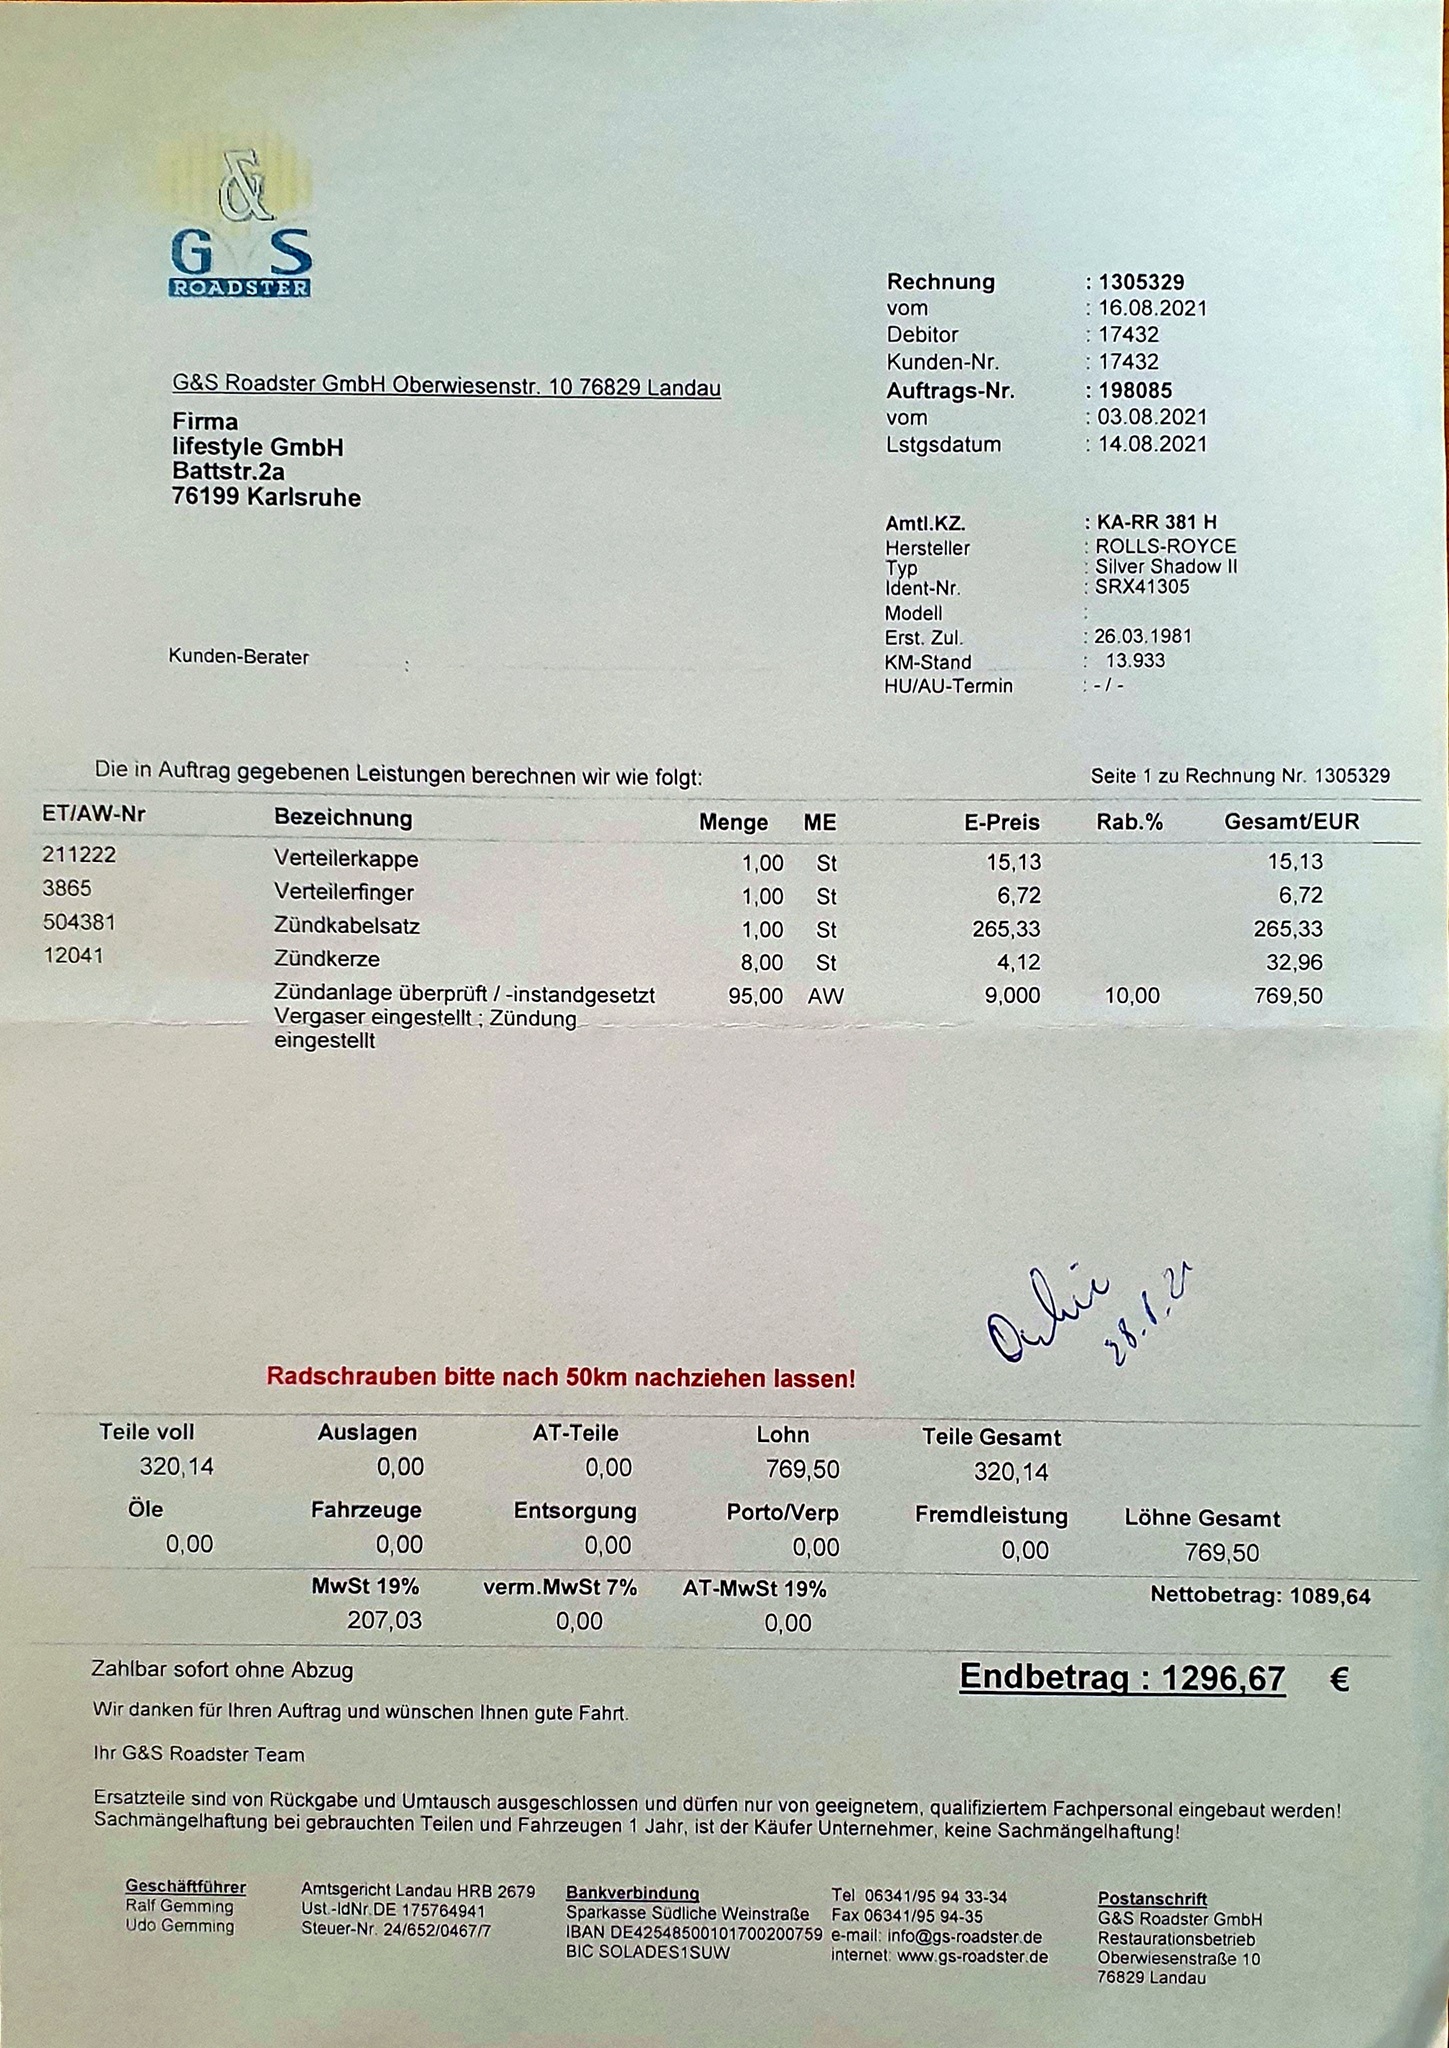 &
G S
ROADSTER
Rechnung : 1305329
vom : 16.08.2021
Debitor : 17432
Kunden-Nr. : 17432
Auftrags-Nr. : 198085
vom : 03.08.2021
Lstgsdatum : 14.08.2021
G&S Roadster GmbH Oberwiesenstr. 10 76829 Landau
Firma
lifestyle GmbH
Battstr.2a
76199 Karlsruhe
Amtl.KZ. : KA-RR 381 H
Hersteller : ROLLS-ROYCE
Typ : Silver Shadow II
Ident-Nr. : SRX41305
Modell :
Erst. Zul. : 26.03.1981
KM-Stand : 13.933
HU/AU-Termin : - / -
Kunden-Berater :
Die in Auftrag gegebenen Leistungen berechnen wir wie folgt: Seite 1 zu Rechnung Nr. 1305329
ET/AW-Nr Bezeichnung Menge ME E-Preis Rab.% Gesamt/EUR
211222 Verteilerkappe 1,00 St 15,13 15,13
3865 Verteilerfinger 1,00 St 6,72 6,72
504381 Zündkabelsatz 1,00 St 265,33 265,33
12041 Zündkerze 8,00 St 4,12 32,96
Zündanlage überprüft / -instandgesetzt 95,00 AW 9,000 10,00 769,50
Vergaser eingestellt ; Zündung
eingestellt
28.8.21
Radschrauben bitte nach 50km nachziehen lassen!
Teile voll Auslagen AT-Teile Lohn Teile Gesamt
320,14 0,00 0,00 769,50 320,14
Öle Fahrzeuge Entsorgung Porto/Verp Fremdleistung Löhne Gesamt
0,00 0,00 0,00 0,00 0,00 769,50
MwSt 19% verm.MwSt 7% AT-MwSt 19% Nettobetrag: 1089,64
207,03 0,00 0,00
Zahlbar sofort ohne Abzug Endbetrag : 1296,67 €
Wir danken für Ihren Auftrag und wünschen Ihnen gute Fahrt.
Ihr G&S Roadster Team
Ersatzteile sind von Rückgabe und Umtausch ausgeschlossen und dürfen nur von geeignetem, qualifiziertem Fachpersonal eingebaut werden!
Sachmängelhaftung bei gebrauchten Teilen und Fahrzeugen 1 Jahr, ist der Käufer Unternehmer, keine Sachmängelhaftung!
Geschäftführer
Ralf Gemming
Udo Gemming
Amtsgericht Landau HRB 2679
Ust.-IdNr.DE 175764941
Steuer-Nr. 24/652/0467/7
Bankverbindung
Sparkasse Südliche Weinstraße
IBAN DE42548500101700200759
BIC SOLADES1SUW
Tel 06341/95 94 33-34
Fax 06341/95 94-35
e-mail: info@gs-roadster.de
internet: www.gs-roadster.de
Postanschrift
G&S Roadster GmbH
Restaurationsbetrieb
Oberwiesenstraße 10
76829 Landau